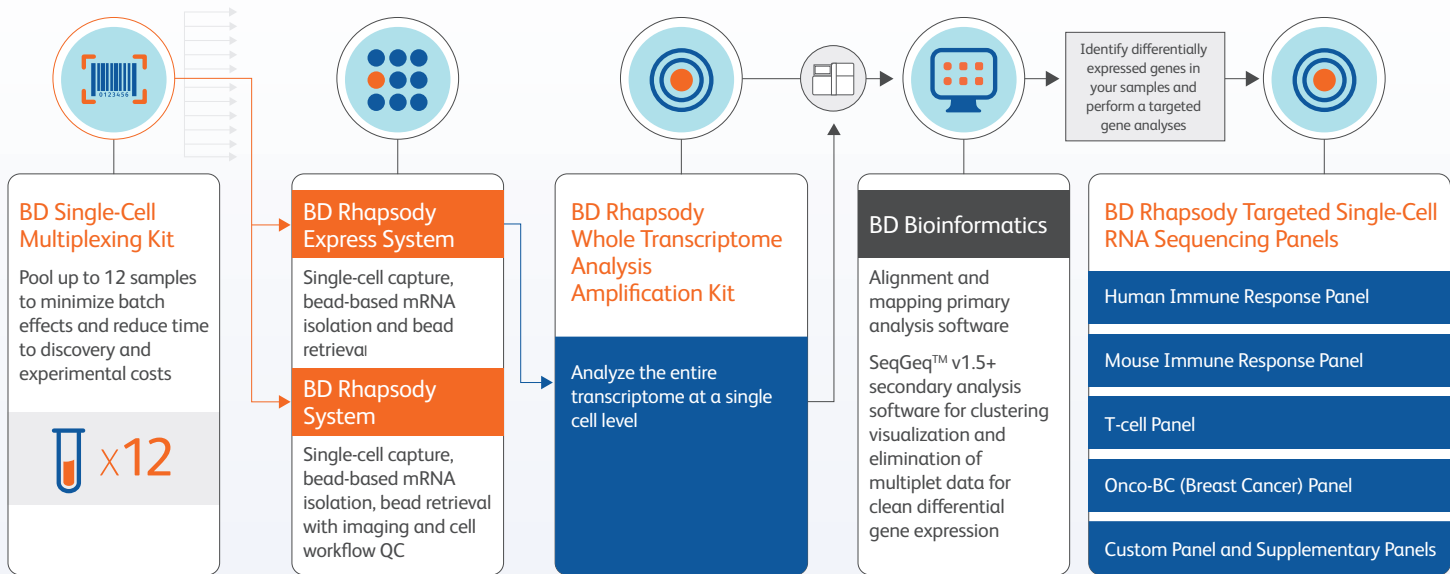 0123456
Identify differentially
expressed genes in
your samples and
perform a targeted
gene analyses
BD Single-Cell
Multiplexing Kit
Pool up to 12 samples
to minimize batch
effects and reduce time
to discovery and
experimental costs
x12
BD Rhapsody
Express System
Single-cell capture,
bead-based mRNA
isolation and bead
retrieval
BD Rhapsody
System
Single-cell capture,
bead-based mRNA
isolation, bead retrieval
with imaging and cell
workflow QC
BD Rhapsody
Whole Transcriptome
Analysis
Amplification Kit
Analyze the entire
transcriptome at a single
cell level
BD Bioinformatics
Alignment and
mapping primary
analysis software
SeqGeq™ v1.5+
secondary analysis
software for clustering
visualization and
elimination of
multiplet data for
clean differential
gene expression
BD Rhapsody Targeted Single-Cell
RNA Sequencing Panels
Human Immune Response Panel
Mouse Immune Response Panel
T-cell Panel
Onco-BC (Breast Cancer) Panel
Custom Panel and Supplementary Panels